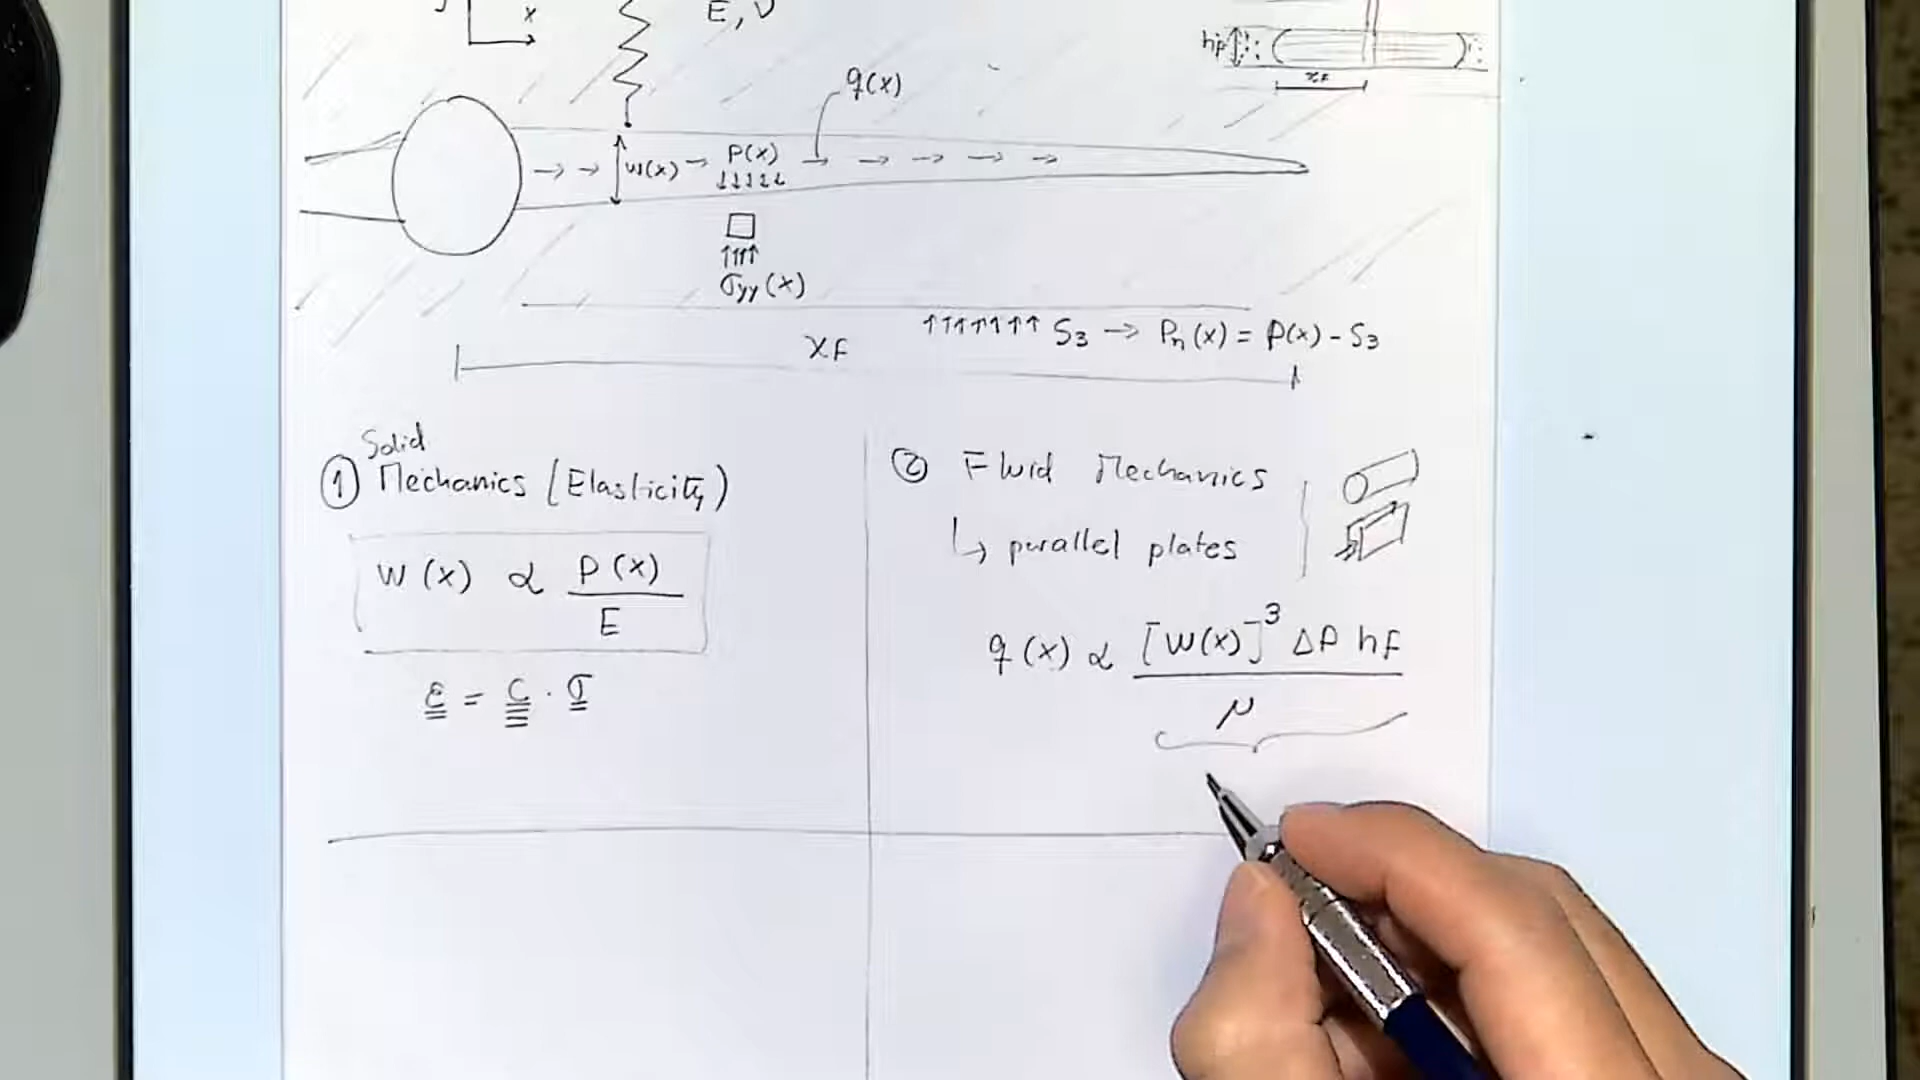 x
E, ν
hf
xF
q(x)
w(x)
P(x)
σyy(x)
S3 → Pn(x) = P(x) - S3
xF
① Solid
Mechanics (Elasticity)
W(x) ∝ P(x)
E
ε = C · σ
② Fluid Mechanics
↳ parallel plates
q(x) ∝ [W(x)]³ ΔP hF
μ